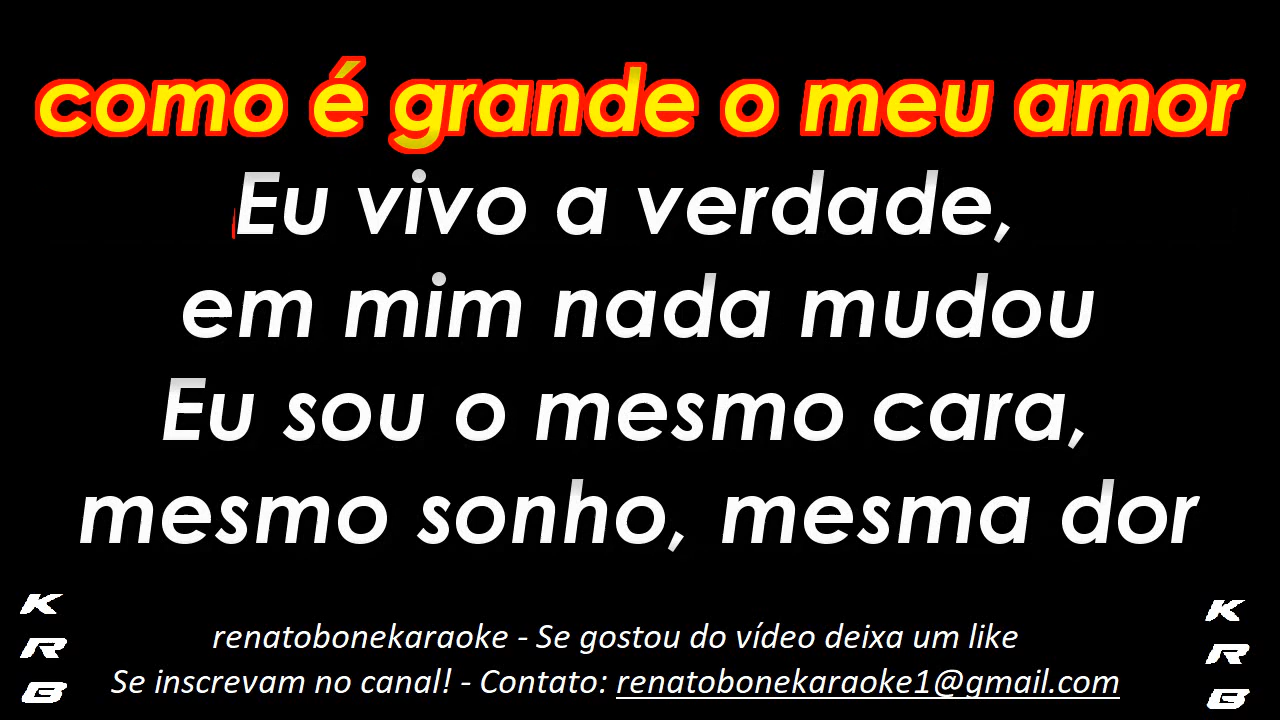 como é grande o meu amor
Eu vivo a verdade,
em mim nada mudou
Eu sou o mesmo cara,
mesmo sonho, mesma dor
K
R
B
renatobonekaraoke - Se gostou do vídeo deixa um like
Se inscrevam no canal! - Contato: renatobonekaraoke1@gmail.com
K
R
B